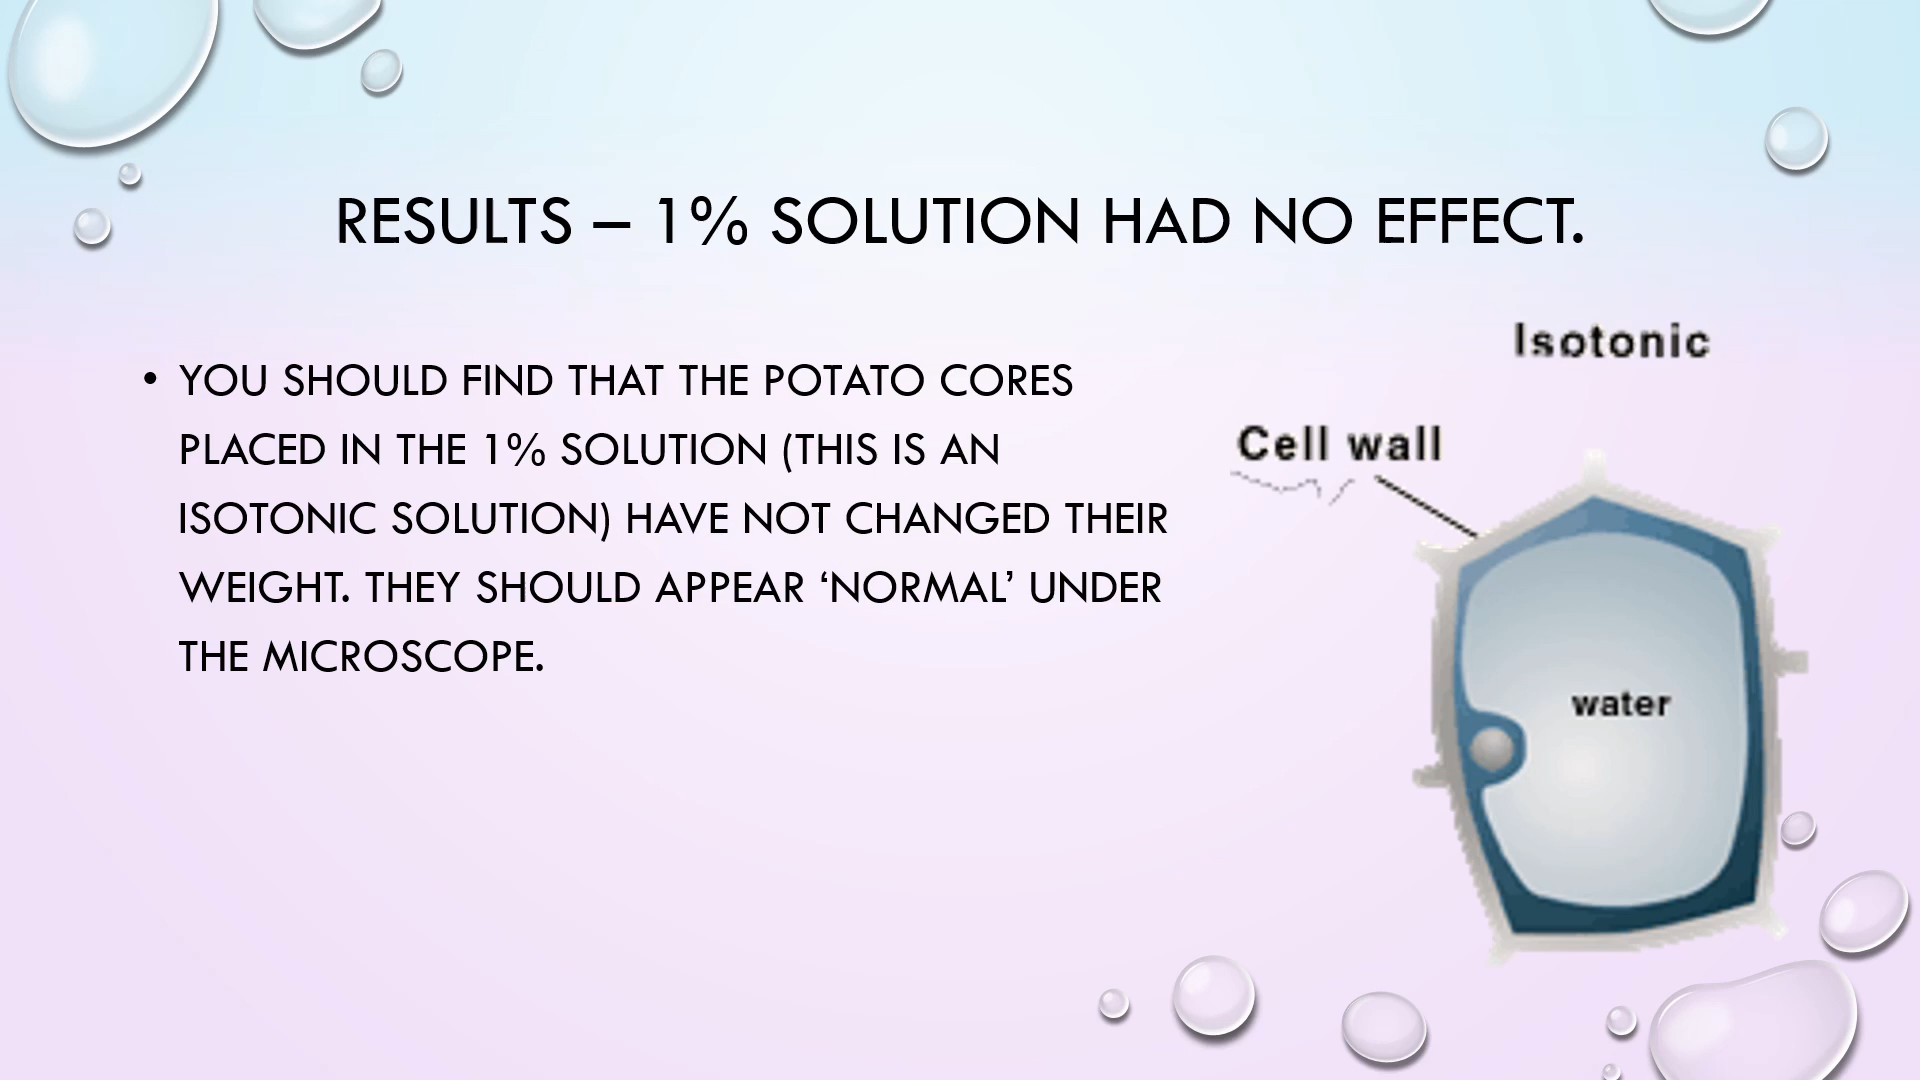 RESULTS – 1% SOLUTION HAD NO EFFECT.
• YOU SHOULD FIND THAT THE POTATO CORES
PLACED IN THE 1% SOLUTION (THIS IS AN
ISOTONIC SOLUTION) HAVE NOT CHANGED THEIR
WEIGHT. THEY SHOULD APPEAR ‘NORMAL’ UNDER
THE MICROSCOPE.
Isotonic
Cell wall
water